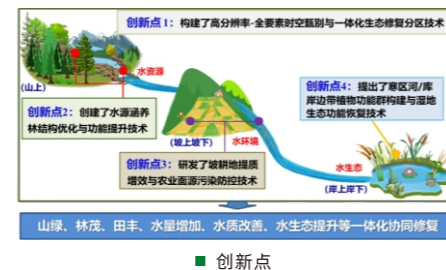 创新点1：构建了高分辨率-全要素时空甄别与一体化生态修复分区技术
水资源
(山上)
创新点2：创建了水源涵养
林结构优化与功能提升技术
(坡上坡下)
水环境
创新点3：研发了坡耕地提质
增效与农业面源污染防控技术
创新点4：提出了寒区河/库
岸边带植物功能群构建与湿地
生态功能恢复技术
水生态
(岸上岸下)
山绿、林茂、田丰、水量增加、水质改善、水生态提升等一体化协同修复
创新点